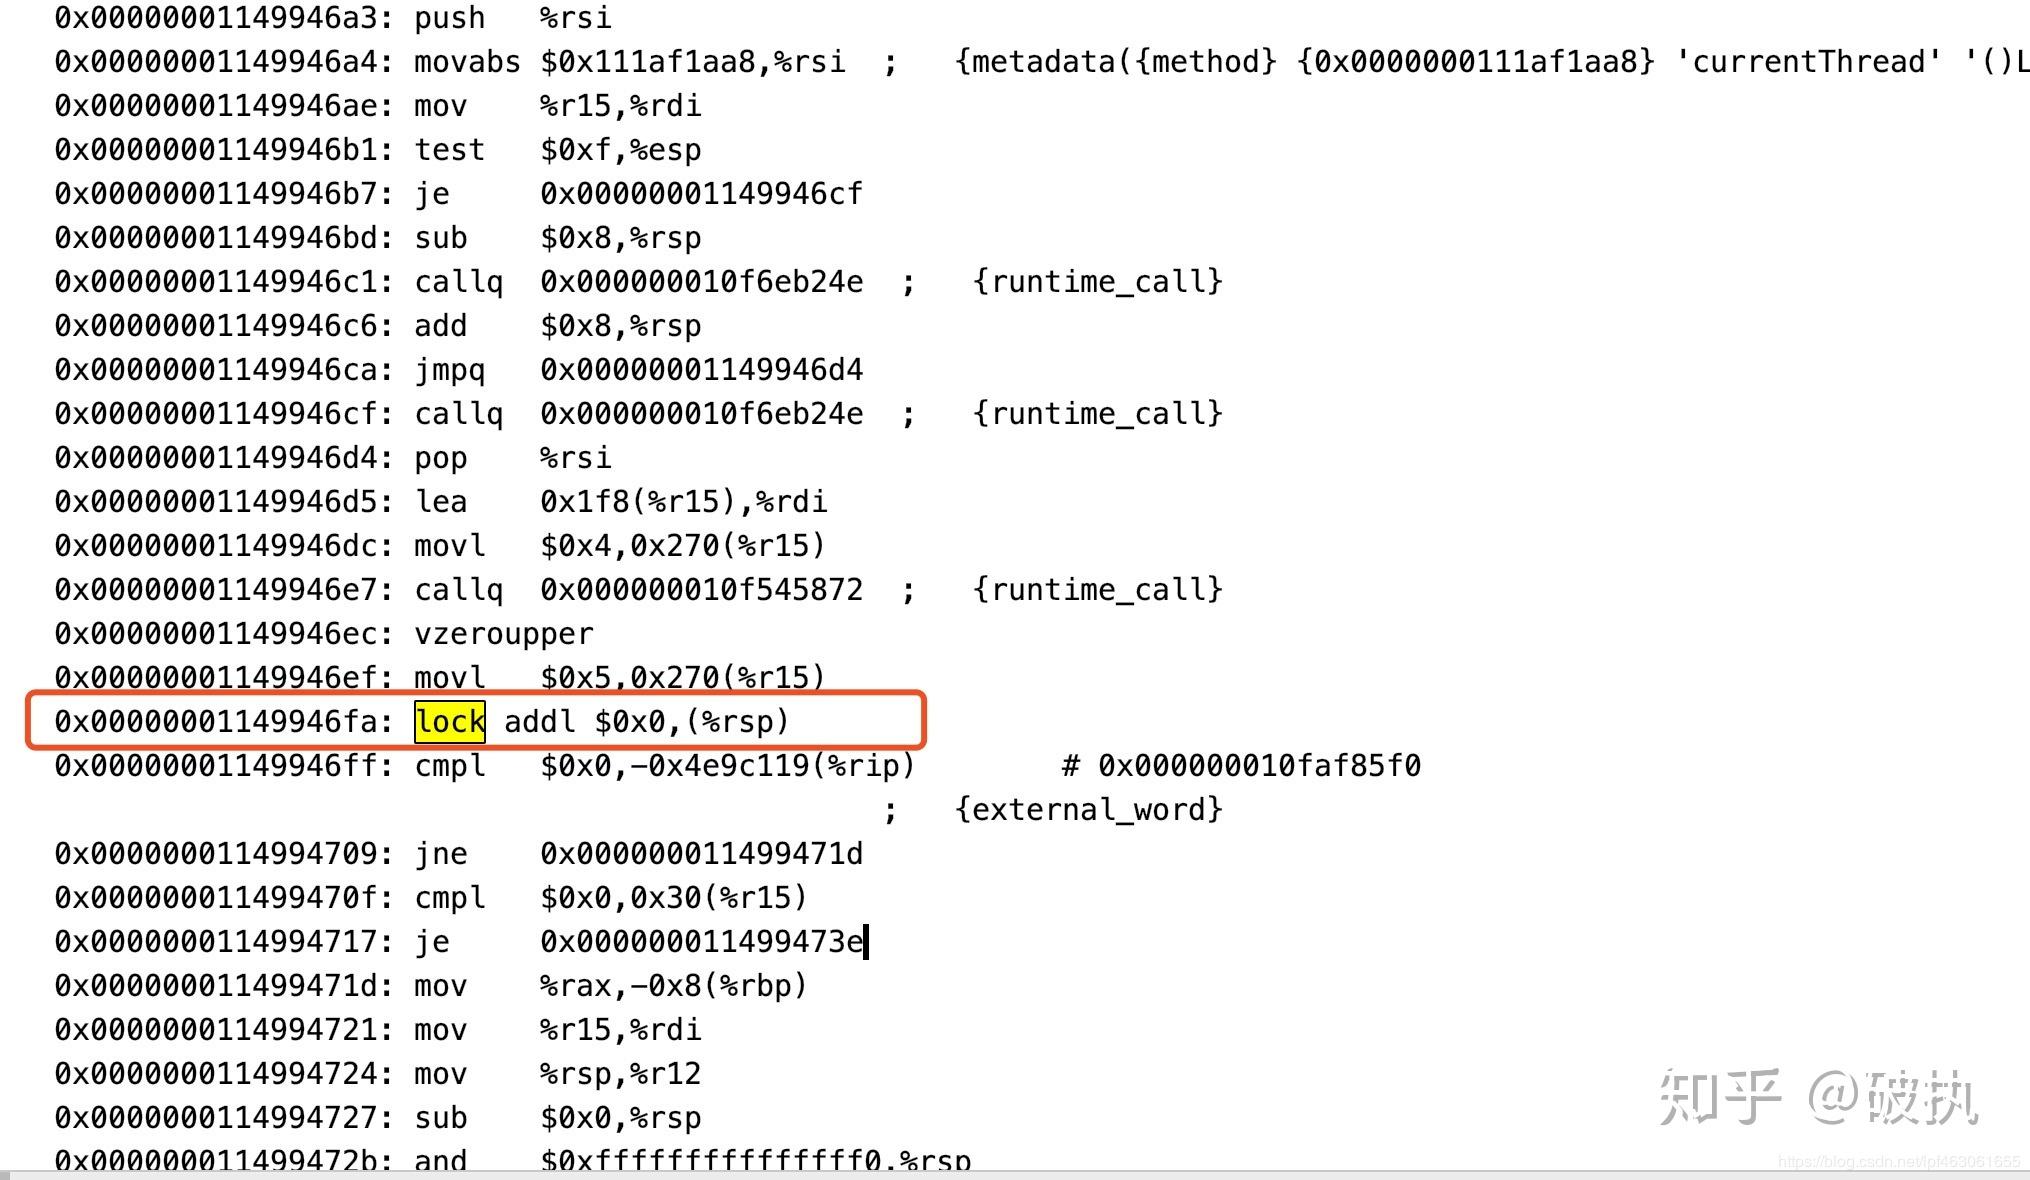 0x00000001149946a3: push %rsi
0x00000001149946a4: movabs $0x111af1aa8,%rsi ; {metadata({method} {0x0000000111af1aa8} 'currentThread' '()L
0x00000001149946ae: mov %r15,%rdi
0x00000001149946b1: test $0xf,%esp
0x00000001149946b7: je 0x00000001149946cf
0x00000001149946bd: sub $0x8,%rsp
0x00000001149946c1: callq 0x000000010f6eb24e ; {runtime_call}
0x00000001149946c6: add $0x8,%rsp
0x00000001149946ca: jmpq 0x00000001149946d4
0x00000001149946cf: callq 0x000000010f6eb24e ; {runtime_call}
0x00000001149946d4: pop %rsi
0x00000001149946d5: lea 0x1f8(%r15),%rdi
0x00000001149946dc: movl $0x4,0x270(%r15)
0x00000001149946e7: callq 0x000000010f545872 ; {runtime_call}
0x00000001149946ec: vzeroupper
0x00000001149946ef: movl $0x5,0x270(%r15)
0x00000001149946fa: lock addl $0x0,(%rsp)
0x00000001149946ff: cmpl $0x0,-0x4e9c119(%rip) # 0x000000010faf85f0
; {external_word}
0x0000000114994709: jne 0x000000011499471d
0x000000011499470f: cmpl $0x0,0x30(%r15)
0x0000000114994717: je 0x000000011499473e
0x000000011499471d: mov %rax,-0x8(%rbp)
0x0000000114994721: mov %r15,%rdi
0x0000000114994724: mov %rsp,%r12
0x0000000114994727: sub $0x0,%rsp
0x000000011499472b: and $0xfffffffffffffff0,%rsp
知乎 @破执
https://blog.csdn.net/lpf463061655